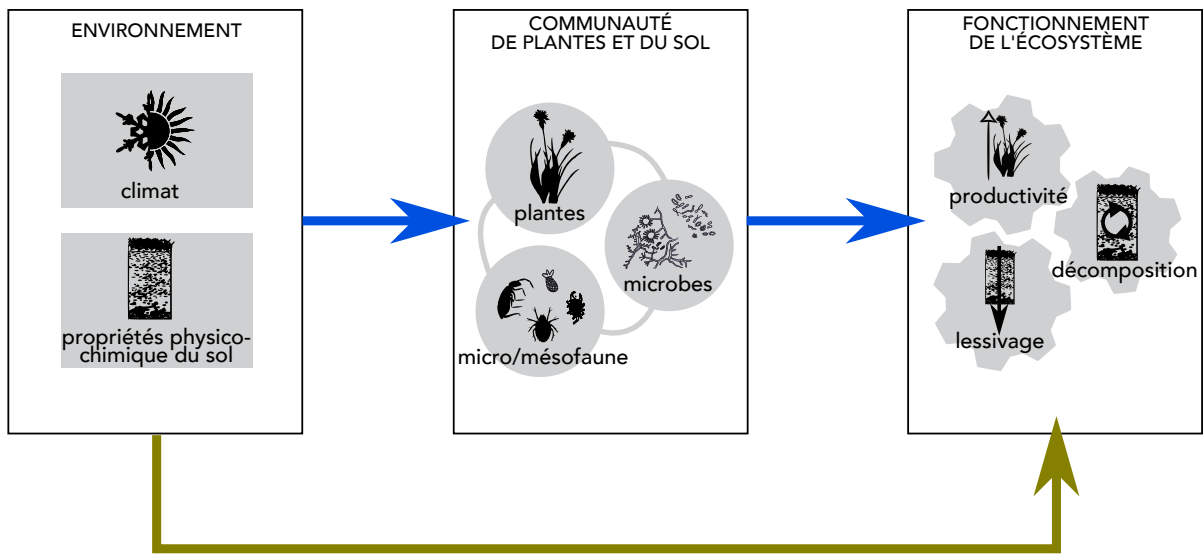 ENVIRONNEMENT
climat
propriétés physico-
chimique du sol
COMMUNAUTÉ
DE PLANTES ET DU SOL
plantes
microbes
micro/mésofaune
FONCTIONNEMENT
DE L'ÉCOSYSTÈME
productivité
décomposition
lessivage